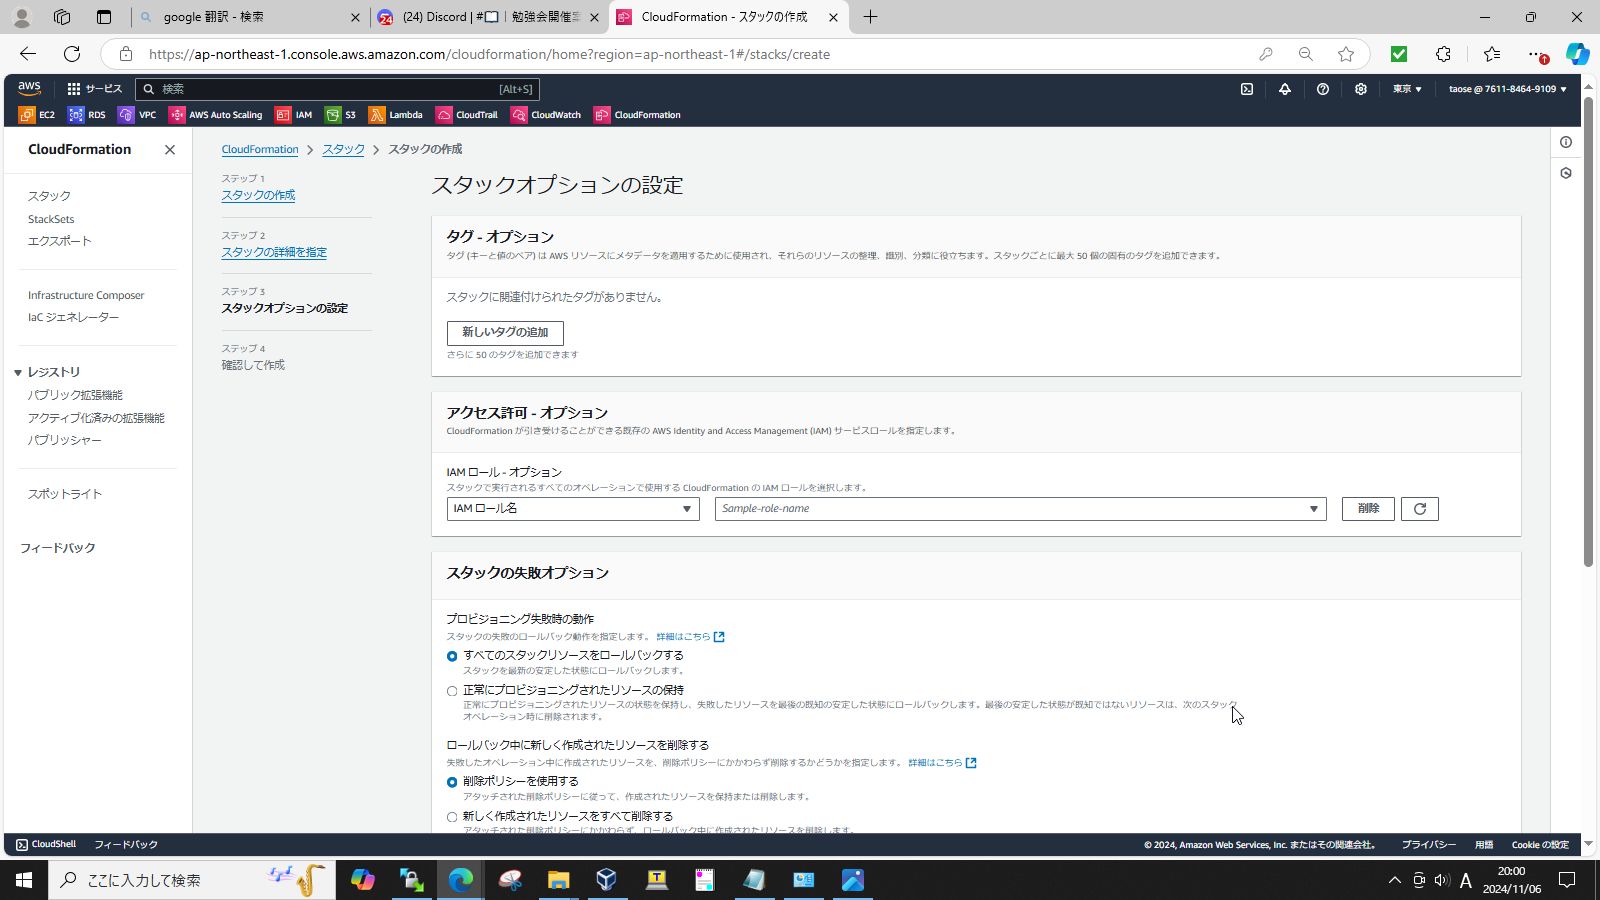 google 翻訳 - 検索
(24) Discord | #📖｜勉強会開催案
CloudFormation - スタックの作成
https://ap-northeast-1.console.aws.amazon.com/cloudformation/home?region=ap-northeast-1#/stacks/create
aws
サービス
検索
[Alt+S]
東京
taose @ 7611-8464-9109
EC2
RDS
VPC
AWS Auto Scaling
IAM
S3
Lambda
CloudTrail
CloudWatch
CloudFormation
CloudFormation
スタック
StackSets
エクスポート
Infrastructure Composer
IaC ジェネレーター
レジストリ
パブリック拡張機能
アクティブ化済みの拡張機能
パブリッシャー
スポットライト
フィードバック
CloudFormation > スタック > スタックの作成
ステップ 1
スタックの作成
ステップ 2
スタックの詳細を指定
ステップ 3
スタックオプションの設定
ステップ 4
確認して作成
スタックオプションの設定
タグ - オプション
タグ (キーと値のペア) は AWS リソースにメタデータを適用するために使用され、それらのリソースの整理、識別、分類に役立ちます。スタックごとに最大 50 個の固有のタグを追加できます。
スタックに関連付けられたタグがありません。
新しいタグの追加
さらに 50 のタグを追加できます
アクセス許可 - オプション
CloudFormation が引き受けることができる既存の AWS Identity and Access Management (IAM) サービスロールを指定します。
IAM ロール - オプション
スタックで実行されるすべてのオペレーションで使用する CloudFormation の IAM ロールを選択します。
IAM ロール名
Sample-role-name
削除
スタックの失敗オプション
プロビジョニング失敗時の動作
スタックの失敗のロールバック動作を指定します。 詳細はこちら
すべてのスタックリソースをロールバックする
スタックを最新の安定した状態にロールバックします。
正常にプロビジョニングされたリソースの保持
正常にプロビジョニングされたリソースの状態を保持し、失敗したリソースを最後の既知の安定した状態にロールバックします。最後の安定した状態が既知ではないリソースは、次のスタック
オペレーション時に削除されます。
ロールバック中に新しく作成されたリソースを削除する
失敗したオペレーション中に作成されたリソースを、削除ポリシーにかかわらず削除するかどうかを指定します。 詳細はこちら
削除ポリシーを使用する
アタッチされた削除ポリシーに従って、作成されたリソースを保持または削除します。
新しく作成されたリソースをすべて削除する
アタッチされた削除ポリシーにかかわらず、ロールバック中に作成されたリソースを削除します。
CloudShell
フィードバック
© 2024, Amazon Web Services, Inc. またはその関連会社。
プライバシー
用語
Cookie の設定
ここに入力して検索
A
20:00
2024/11/06